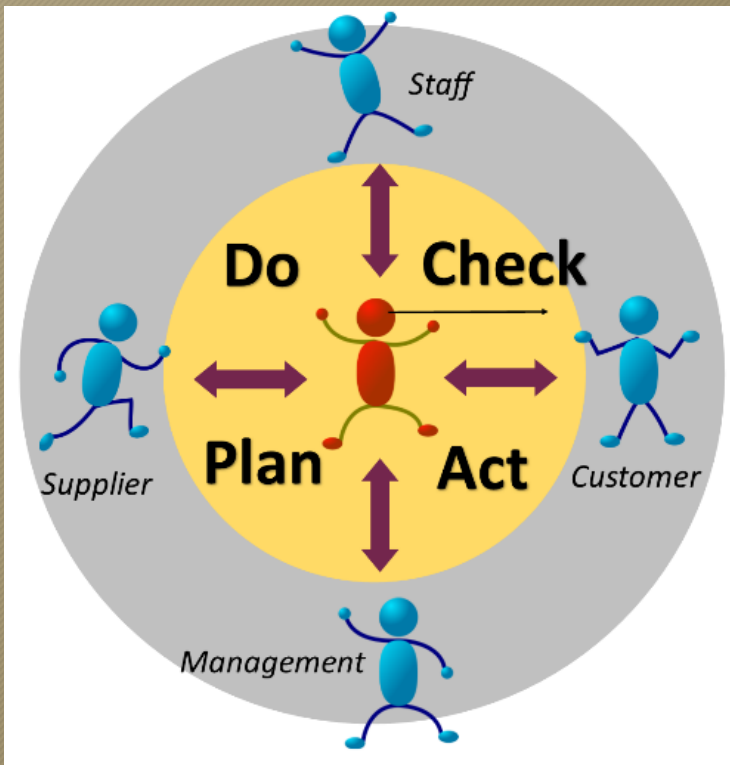 Staff
Do
Check
Plan
Act
Supplier
Customer
Management